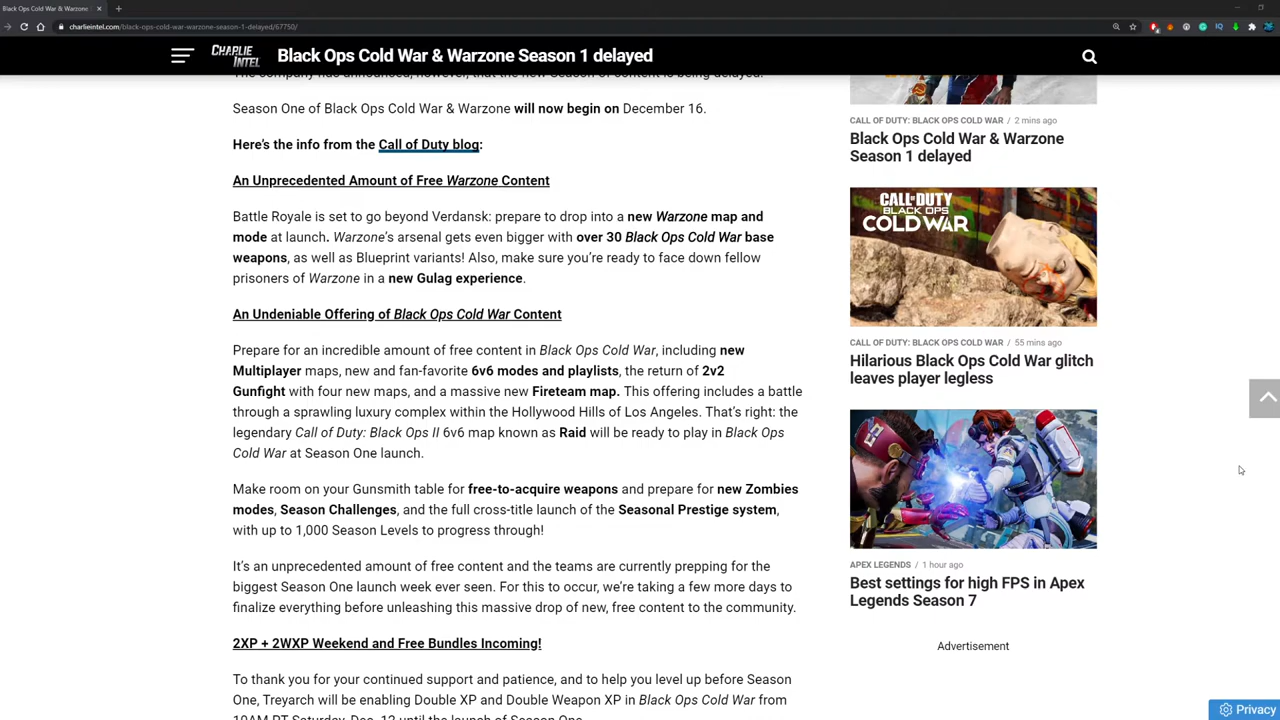 Black Ops Cold War & Warzone
charlieintel.com/black-ops-cold-war-warzone-season-1-delayed/67750/
CHARLIE
INTEL
Black Ops Cold War & Warzone Season 1 delayed
The company has announced, however, that the new Season of content is being delayed.
Season One of Black Ops Cold War & Warzone will now begin on December 16.
Here's the info from the Call of Duty blog:
An Unprecedented Amount of Free Warzone Content
Battle Royale is set to go beyond Verdansk: prepare to drop into a new Warzone map and
mode at launch. Warzone's arsenal gets even bigger with over 30 Black Ops Cold War base
weapons, as well as Blueprint variants! Also, make sure you're ready to face down fellow
prisoners of Warzone in a new Gulag experience.
An Undeniable Offering of Black Ops Cold War Content
Prepare for an incredible amount of free content in Black Ops Cold War, including new
Multiplayer maps, new and fan-favorite 6v6 modes and playlists, the return of 2v2
Gunfight with four new maps, and a massive new Fireteam map. This offering includes a battle
through a sprawling luxury complex within the Hollywood Hills of Los Angeles. That's right: the
legendary Call of Duty: Black Ops II 6v6 map known as Raid will be ready to play in Black Ops
Cold War at Season One launch.
Make room on your Gunsmith table for free-to-acquire weapons and prepare for new Zombies
modes, Season Challenges, and the full cross-title launch of the Seasonal Prestige system,
with up to 1,000 Season Levels to progress through!
It's an unprecedented amount of free content and the teams are currently prepping for the
biggest Season One launch week ever seen. For this to occur, we're taking a few more days to
finalize everything before unleashing this massive drop of new, free content to the community.
2XP + 2WXP Weekend and Free Bundles Incoming!
To thank you for your continued support and patience, and to help you level up before Season
One, Treyarch will be enabling Double XP and Double Weapon XP in Black Ops Cold War from
10AM PT Saturday, Dec. 12 until the launch of Season One.
CALL OF DUTY: BLACK OPS COLD WAR / 2 mins ago
Black Ops Cold War & Warzone
Season 1 delayed
CALL OF DUTY
BLACK OPS
COLD WAR
CALL OF DUTY: BLACK OPS COLD WAR / 55 mins ago
Hilarious Black Ops Cold War glitch
leaves player legless
APEX LEGENDS / 1 hour ago
Best settings for high FPS in Apex
Legends Season 7
Advertisement
Privacy